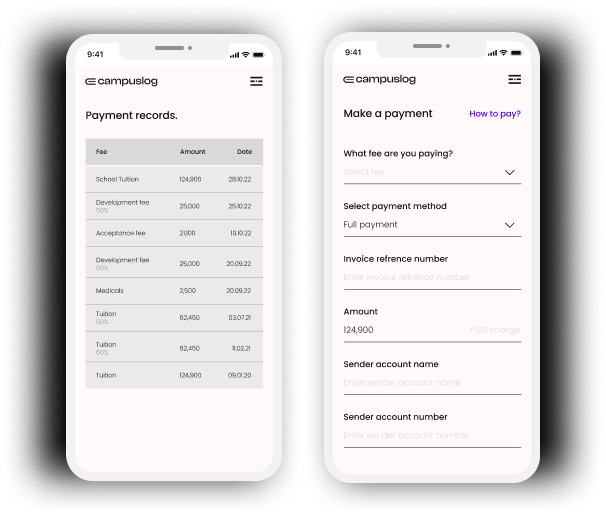 9:41
campuslog
Payment records.
Fee Amount Date
School Tuition 124,900 28.10.22
Development fee
50%
25,000 25.10.22
Acceptance fee 21,100 10.10.22
Development fee
50%
25,000 20.09.22
Medicals 2,500 20.09.22
Tuition
50%
62,450 03.07.21
Tuition
50%
62,450 11.02.21
Tuition 124,900 09.01.20
9:41
campuslog
Make a payment How to pay?
What fee are you paying?
Select fee
Select payment method
Full payment
Invoice refrence number
Enter invoice refrence number
Amount
124,900 +100 charge
Sender account name
Enter sender account name
Sender account number
Enter sender account number